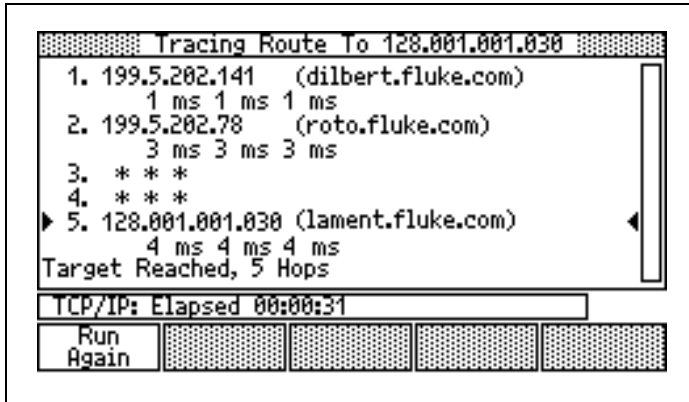 Tracing Route To 128.001.001.030
1. 199.5.202.141 (dilbert.fluke.com)
1 ms 1 ms 1 ms
2. 199.5.202.78 (roto.fluke.com)
3 ms 3 ms 3 ms
3. * * *
4. * * *
5. 128.001.001.030 (lament.fluke.com)
4 ms 4 ms 4 ms
Target Reached, 5 Hops
TCP/IP: Elapsed 00:00:31
Run
Again